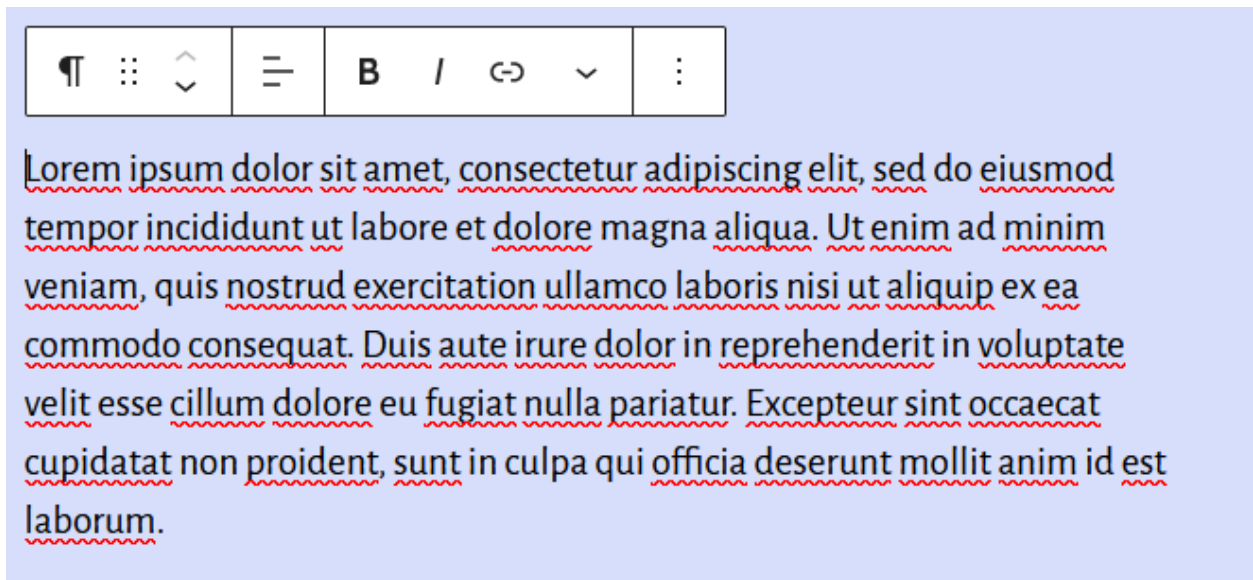 ¶ B I
Lorem ipsum dolor sit amet, consectetur adipiscing elit, sed do eiusmod
tempor incididunt ut labore et dolore magna aliqua. Ut enim ad minim
veniam, quis nostrud exercitation ullamco laboris nisi ut aliquip ex ea
commodo consequat. Duis aute irure dolor in reprehenderit in voluptate
velit esse cillum dolore eu fugiat nulla pariatur. Excepteur sint occaecat
cupidatat non proident, sunt in culpa qui officia deserunt mollit anim id est
laborum.